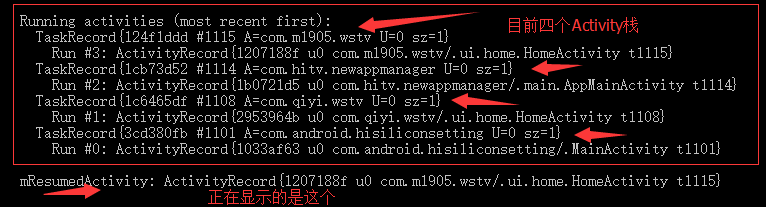 Running activities (most recent first):
目前四个Activity栈
TaskRecord{124f1ddd #1115 A=com.m1905.wstv U=0 sz=1}
Run #3: ActivityRecord{1207188f u0 com.m1905.wstv/.ui.home.HomeActivity t1115}
TaskRecord{1cb73d52 #1114 A=com.hitv.newappmanager U=0 sz=1}
Run #2: ActivityRecord{1b0721d5 u0 com.hitv.newappmanager/.main.AppMainActivity t1114}
TaskRecord{1c6465df #1108 A=com.qiyi.wstv U=0 sz=1}
Run #1: ActivityRecord{2953964b u0 com.qiyi.wstv/.ui.home.HomeActivity t1108}
TaskRecord{3cd380fb #1101 A=com.android.hisiliconsetting U=0 sz=1}
Run #0: ActivityRecord{1033af63 u0 com.android.hisiliconsetting/.MainActivity t1101}
mResumedActivity: ActivityRecord{1207188f u0 com.m1905.wstv/.ui.home.HomeActivity t1115}
正在显示的是这个